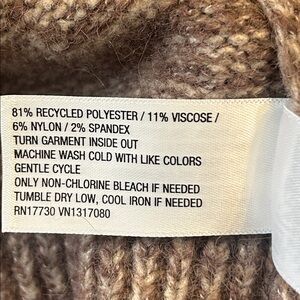 81% RECYCLED POLYESTER / 11% VISCOSE /
6% NYLON / 2% SPANDEX
TURN GARMENT INSIDE OUT
MACHINE WASH COLD WITH LIKE COLORS
GENTLE CYCLE
ONLY NON-CHLORINE BLEACH IF NEEDED
TUMBLE DRY LOW, COOL IRON IF NEEDED
RN17730 VN1317080